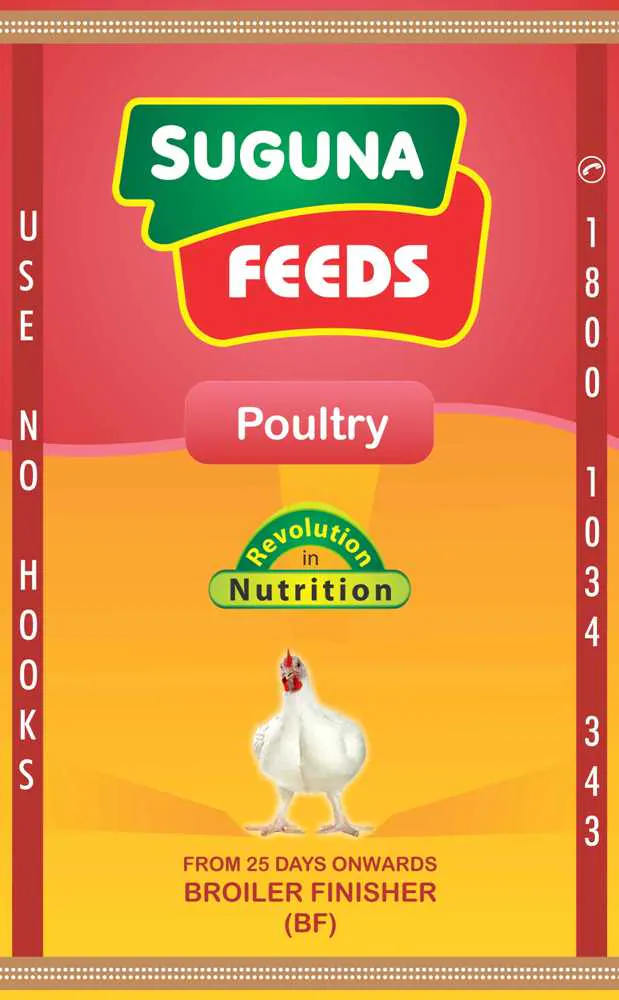 SUGUNA
FEEDS
Poultry
Revolution
in
Nutrition
FROM 25 DAYS ONWARDS
BROILER FINISHER
(BF)
USE NO HOOKS
1800 1034 343